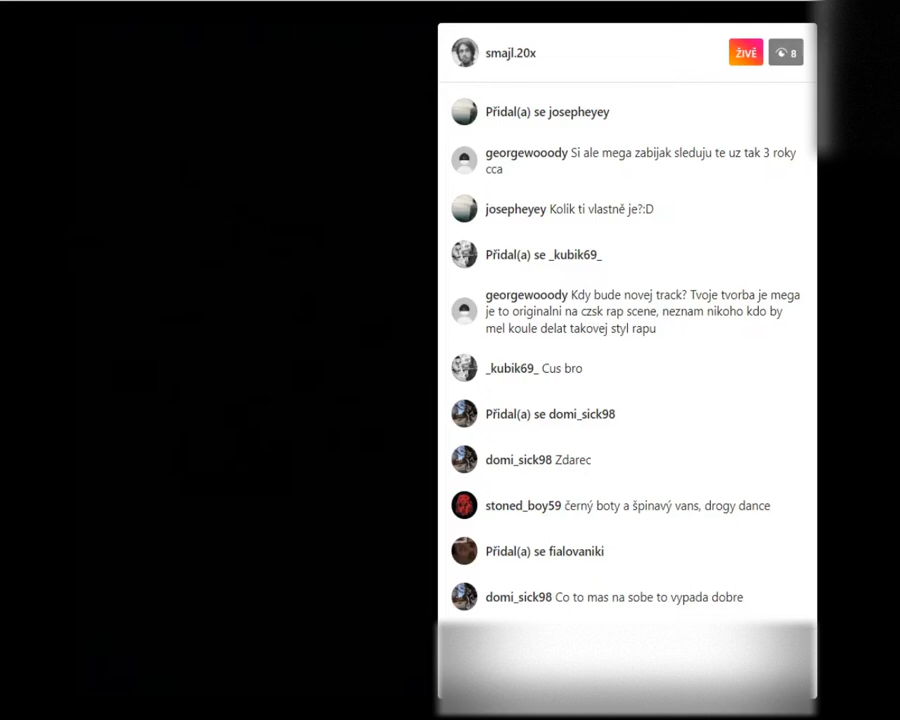 smajl.20x
ŽIVĚ
8
Přidal(a) se josepheyey
georgewooody Si ale mega zabijak sleduju te uz tak 3 roky
cca
josepheyey Kolik ti vlastně je?:D
Přidal(a) se _kubik69_
georgewooody Kdy bude novej track? Tvoje tvorba je mega
je to originalni na czsk rap scene, neznam nikoho kdo by
mel koule delat takovej styl rapu
_kubik69_ Cus bro
Přidal(a) se domi_sick98
domi_sick98 Zdarec
stoned_boy59 černý boty a špinavý vans, drogy dance
Přidal(a) se fialovaniki
domi_sick98 Co to mas na sobe to vypada dobre